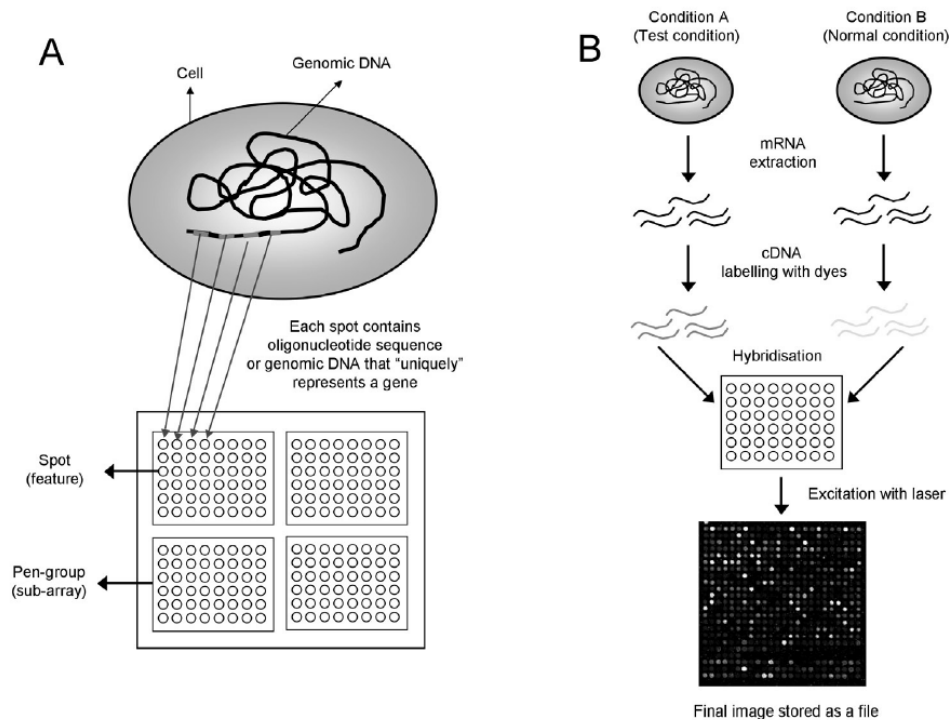 A
Cell
Genomic DNA
Each spot contains
oligonucleotide sequence
or genomic DNA that “uniquely”
represents a gene
Spot
(feature)
Pen-group
(sub-array)
B
Condition A
(Test condition)
Condition B
(Normal condition)
mRNA
extraction
cDNA
labelling with dyes
Hybridisation
Excitation with laser
Final image stored as a file